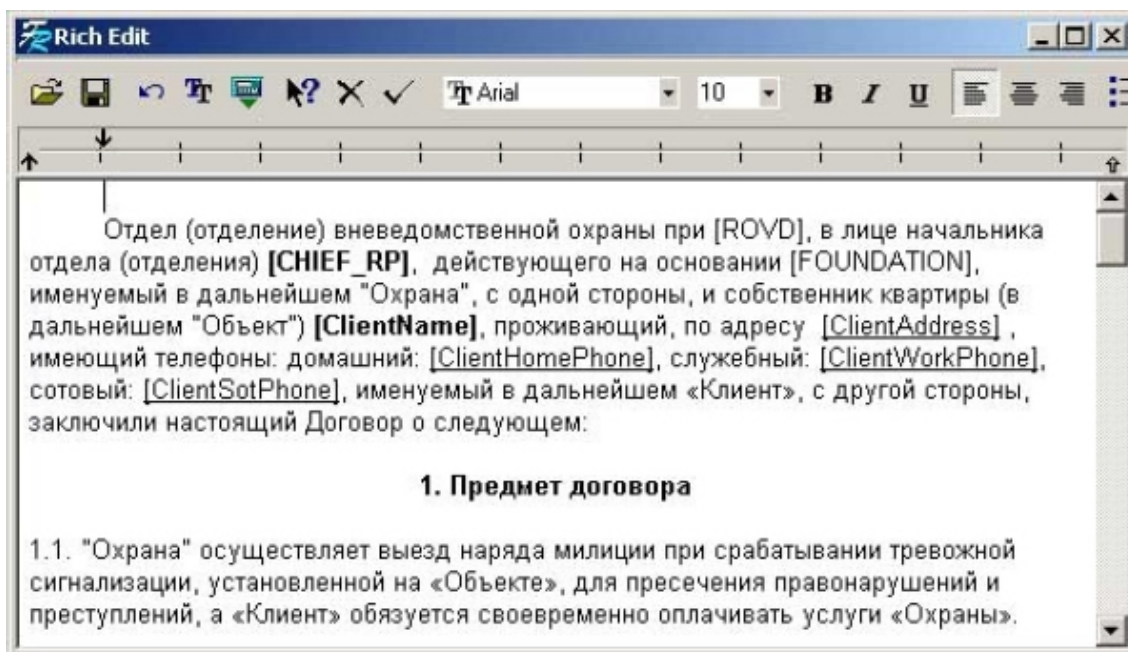 Rich Edit
Arial 10 B I U
Отдел (отделение) вневедомственной охраны при [ROVD], в лице начальника
отдела (отделения) [CHIEF_RP], действующего на основании [FOUNDATION],
именуемый в дальнейшем "Охрана", с одной стороны, и собственник квартиры (в
дальнейшем "Объект") [ClientName], проживающий, по адресу [ClientAddress] ,
имеющий телефоны: домашний: [ClientHomePhone], служебный: [ClientWorkPhone],
сотовый: [ClientSotPhone], именуемый в дальнейшем «Клиент», с другой стороны,
заключили настоящий Договор о следующем:
1. Предмет договора
1.1. "Охрана" осуществляет выезд наряда милиции при срабатывании тревожной
сигнализации, установленной на «Объекте», для пресечения правонарушений и
преступлений, а «Клиент» обязуется своевременно оплачивать услуги «Охраны».